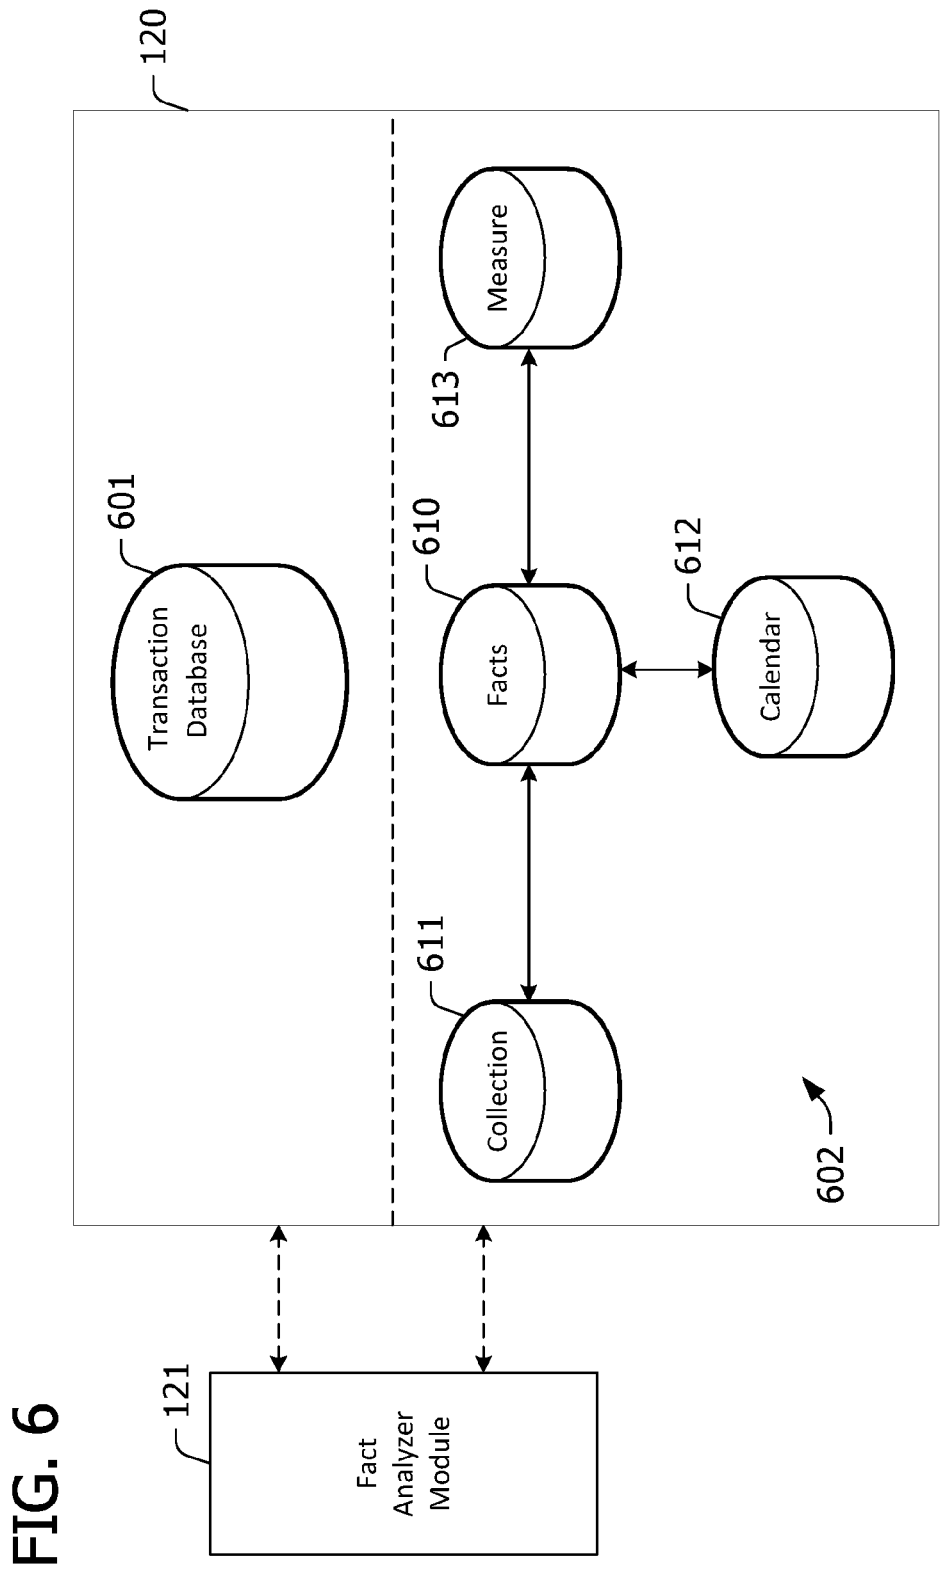 FIG. 6
121
Fact
Analyzer
Module
120
601
Transaction
Database
611
Collection
610
Facts
613
Measure
612
Calendar
602